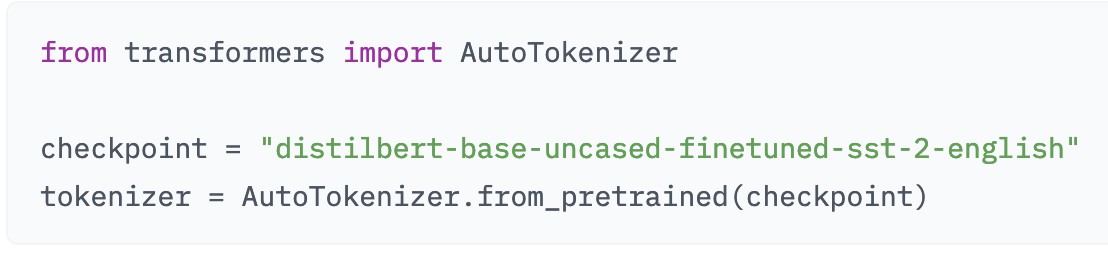 from transformers import AutoTokenizer
checkpoint = "distilbert-base-uncased-finetuned-sst-2-english"
tokenizer = AutoTokenizer.from_pretrained(checkpoint)